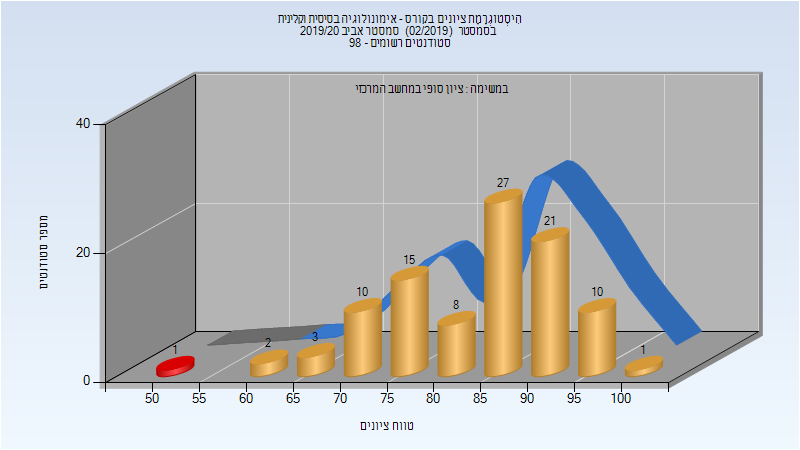 הִיסְטוֹגְרָמַת ציונים בקורס - אימונולוגיה בסיסית וקלינית
בסמסטר (02/2019) סמסטר אביב 2019/20
סטודנטים רשומים - 98
במשימה : ציון סופי במחשב המרכזי
מספר סטודנטים
40
20
0
1
2
3
10
15
8
27
21
10
1
50 55 60 65 70 75 80 85 90 95 100
טווח ציונים